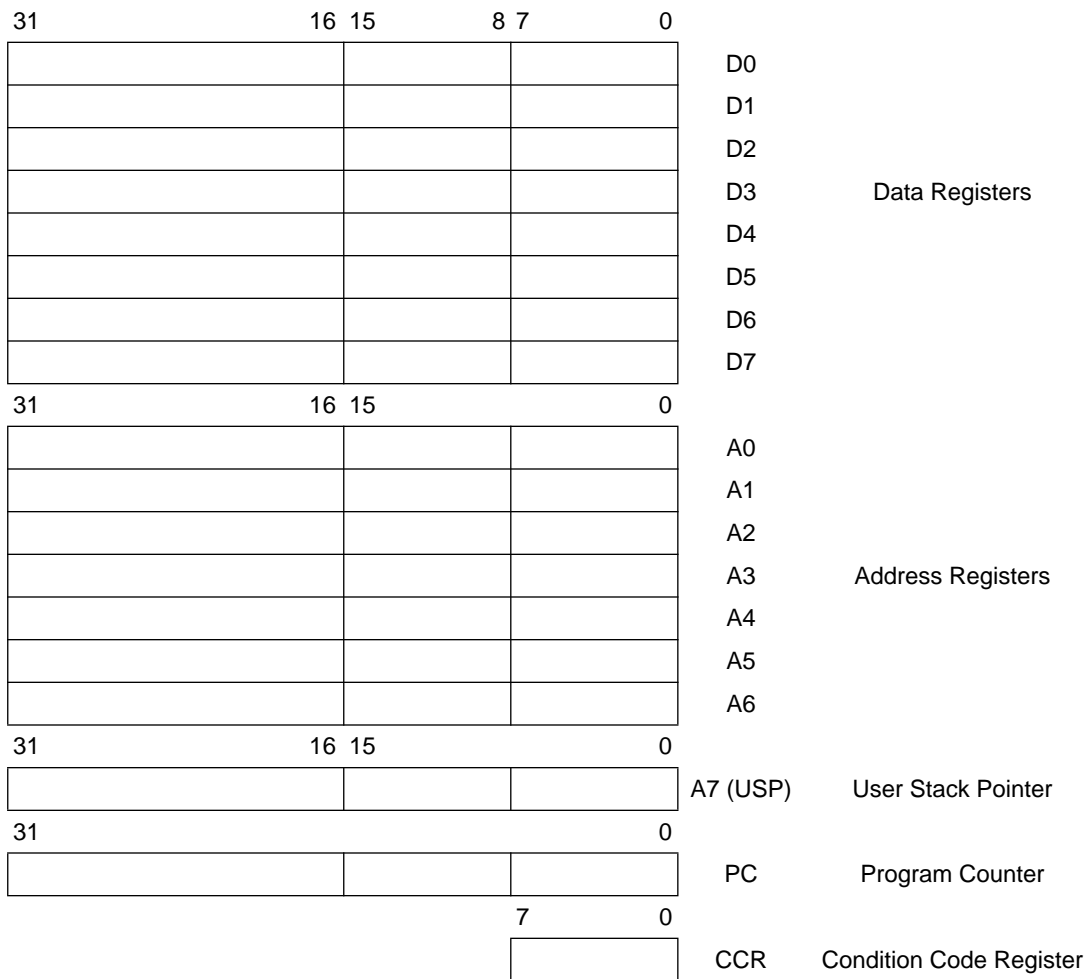 31 16 15 8 7 0
D0
D1
D2
D3 Data Registers
D4
D5
D6
D7
31 16 15 0
A0
A1
A2
A3 Address Registers
A4
A5
A6
31 16 15 0
A7 (USP) User Stack Pointer
31 0
PC Program Counter
7 0
CCR Condition Code Register